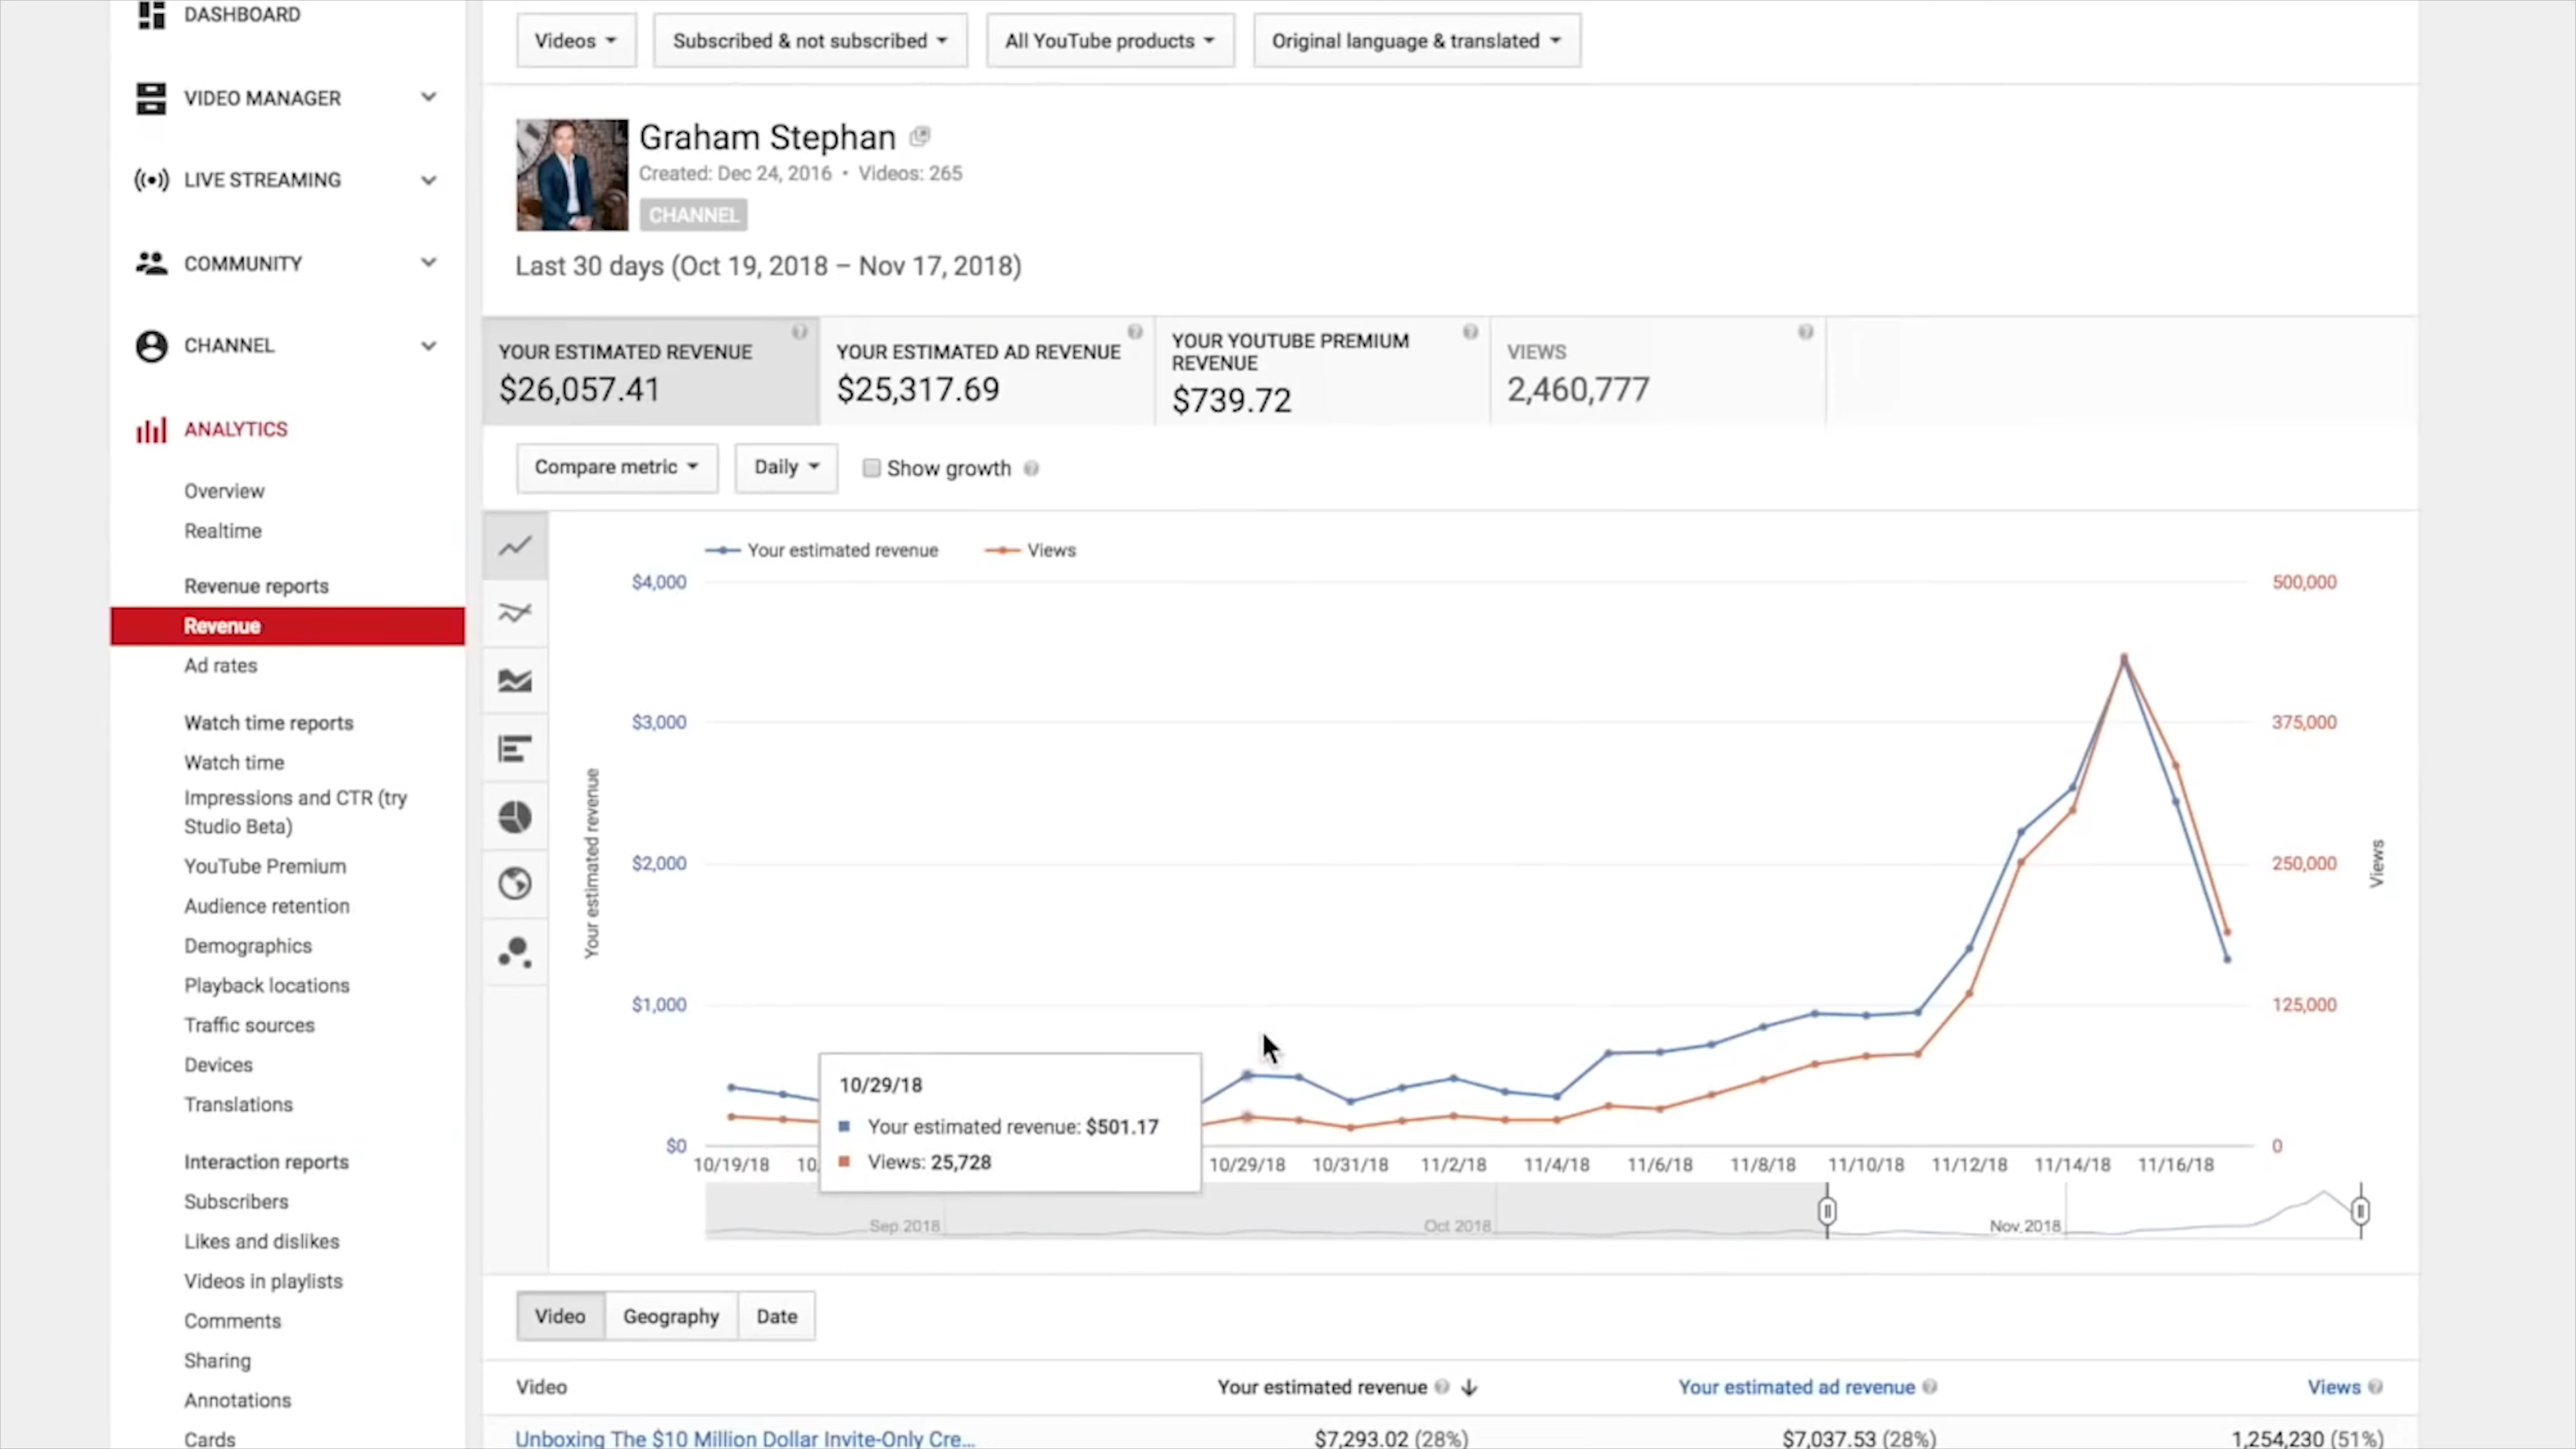 DASHBOARD
VIDEO MANAGER
LIVE STREAMING
COMMUNITY
CHANNEL
ANALYTICS
Overview
Realtime
Revenue reports
Revenue
Ad rates
Watch time reports
Watch time
Impressions and CTR (try
Studio Beta)
YouTube Premium
Audience retention
Demographics
Playback locations
Traffic sources
Devices
Translations
Interaction reports
Subscribers
Likes and dislikes
Videos in playlists
Comments
Sharing
Annotations
Cards
Videos Subscribed & not subscribed All YouTube products Original language & translated
Graham Stephan
Created: Dec 24, 2016 • Videos: 265
CHANNEL
Last 30 days (Oct 19, 2018 – Nov 17, 2018)
YOUR ESTIMATED REVENUE
$26,057.41
YOUR ESTIMATED AD REVENUE
$25,317.69
YOUR YOUTUBE PREMIUM
REVENUE
$739.72
VIEWS
2,460,777
Compare metric Daily Show growth
Your estimated revenue Views
$4,000 500,000
$3,000 375,000
$2,000 250,000
$1,000 125,000
$0 0
Your estimated revenue
Views
10/29/18
Your estimated revenue: $501.17
Views: 25,728
10/19/18 10/29/18 10/31/18 11/2/18 11/4/18 11/6/18 11/8/18 11/10/18 11/12/18 11/14/18 11/16/18
Sep 2018 Oct 2018 Nov 2018
Video Geography Date
Video Your estimated revenue Your estimated ad revenue Views
Unboxing The $10 Million Dollar Invite-Only Cre... $7,293.02 (28%) $7,037.53 (28%) 1,254,230 (51%)